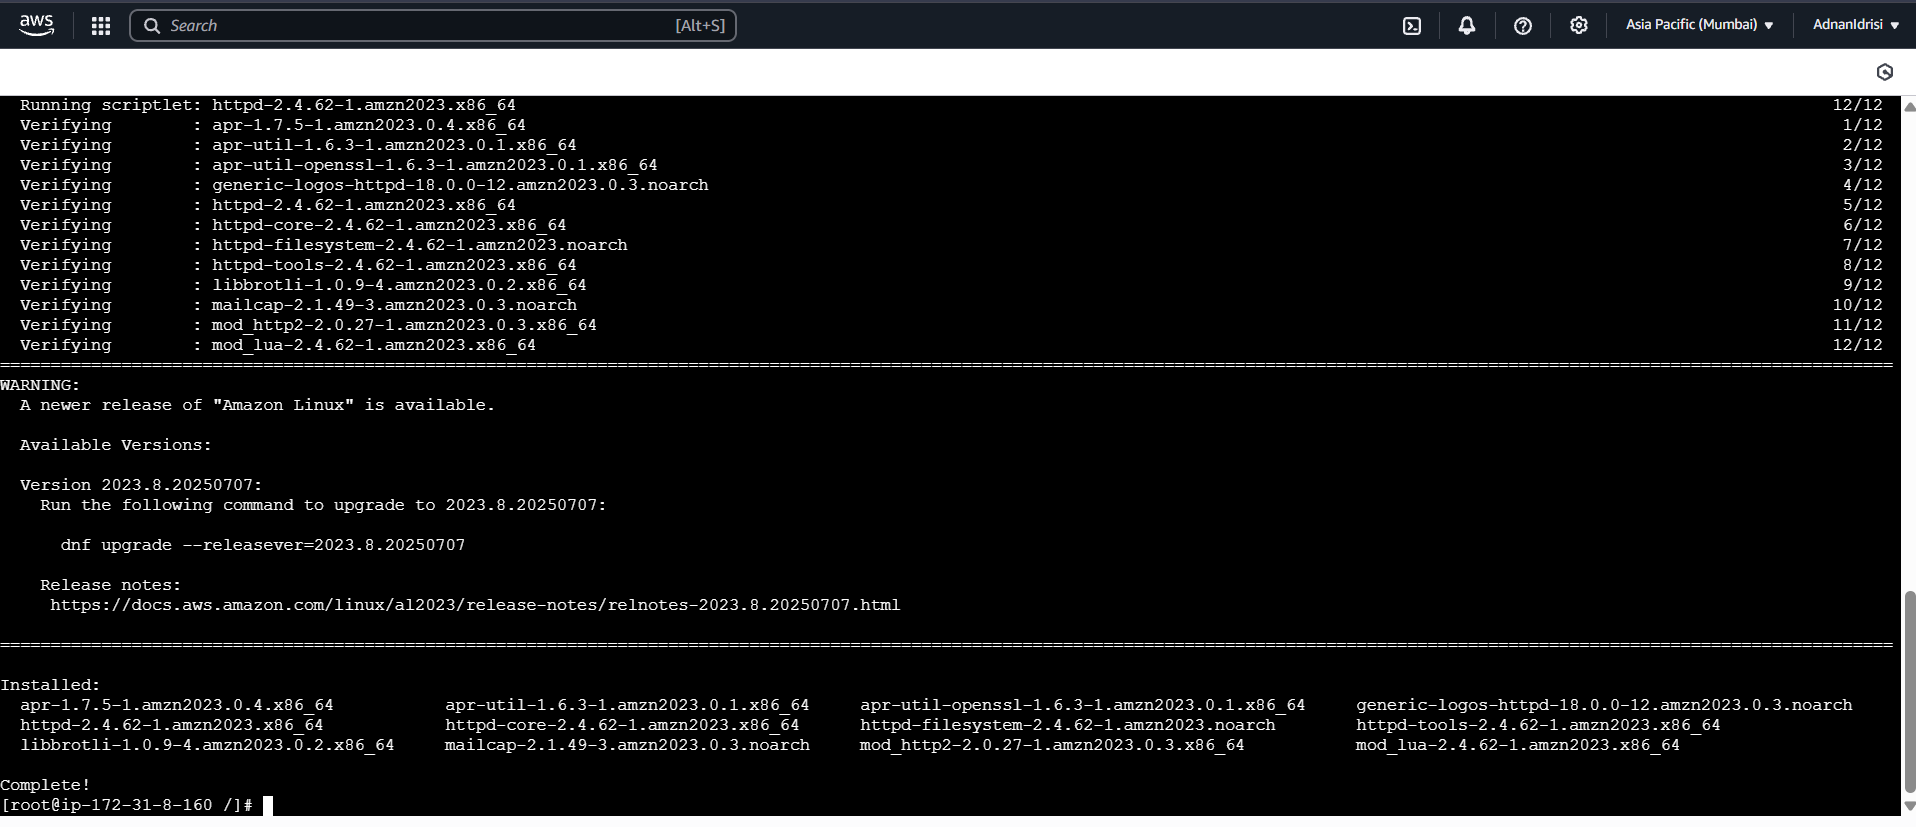 aws Search [Alt+S] Asia Pacific (Mumbai) AdnanIdrisi
Running scriptlet: httpd-2.4.62-1.amzn2023.x86_64 12/12
Verifying : apr-1.7.5-1.amzn2023.0.4.x86_64 1/12
Verifying : apr-util-1.6.3-1.amzn2023.0.1.x86_64 2/12
Verifying : apr-util-openssl-1.6.3-1.amzn2023.0.1.x86_64 3/12
Verifying : generic-logos-httpd-18.0.0-12.amzn2023.0.3.noarch 4/12
Verifying : httpd-2.4.62-1.amzn2023.x86_64 5/12
Verifying : httpd-core-2.4.62-1.amzn2023.x86_64 6/12
Verifying : httpd-filesystem-2.4.62-1.amzn2023.noarch 7/12
Verifying : httpd-tools-2.4.62-1.amzn2023.x86_64 8/12
Verifying : libbrotli-1.0.9-4.amzn2023.0.2.x86_64 9/12
Verifying : mailcap-2.1.49-3.amzn2023.0.3.noarch 10/12
Verifying : mod_http2-2.0.27-1.amzn2023.0.3.x86_64 11/12
Verifying : mod_lua-2.4.62-1.amzn2023.x86_64 12/12
================================================================================
WARNING:
A newer release of "Amazon Linux" is available.
Available Versions:
Version 2023.8.20250707:
Run the following command to upgrade to 2023.8.20250707:
dnf upgrade --releasever=2023.8.20250707
Release notes:
https://docs.aws.amazon.com/linux/al2023/release-notes/relnotes-2023.8.20250707.html
================================================================================
Installed:
apr-1.7.5-1.amzn2023.0.4.x86_64 apr-util-1.6.3-1.amzn2023.0.1.x86_64 apr-util-openssl-1.6.3-1.amzn2023.0.1.x86_64 generic-logos-httpd-18.0.0-12.amzn2023.0.3.noarch
httpd-2.4.62-1.amzn2023.x86_64 httpd-core-2.4.62-1.amzn2023.x86_64 httpd-filesystem-2.4.62-1.amzn2023.noarch httpd-tools-2.4.62-1.amzn2023.x86_64
libbrotli-1.0.9-4.amzn2023.0.2.x86_64 mailcap-2.1.49-3.amzn2023.0.3.noarch mod_http2-2.0.27-1.amzn2023.0.3.x86_64 mod_lua-2.4.62-1.amzn2023.x86_64
Complete!
[root@ip-172-31-8-160 /]#